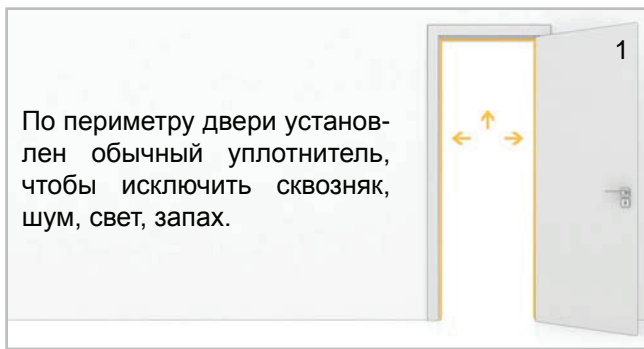 1
По периметру двери установ-
лен обычный уплотнитель,
чтобы исключить сквозняк,
шум, свет, запах.